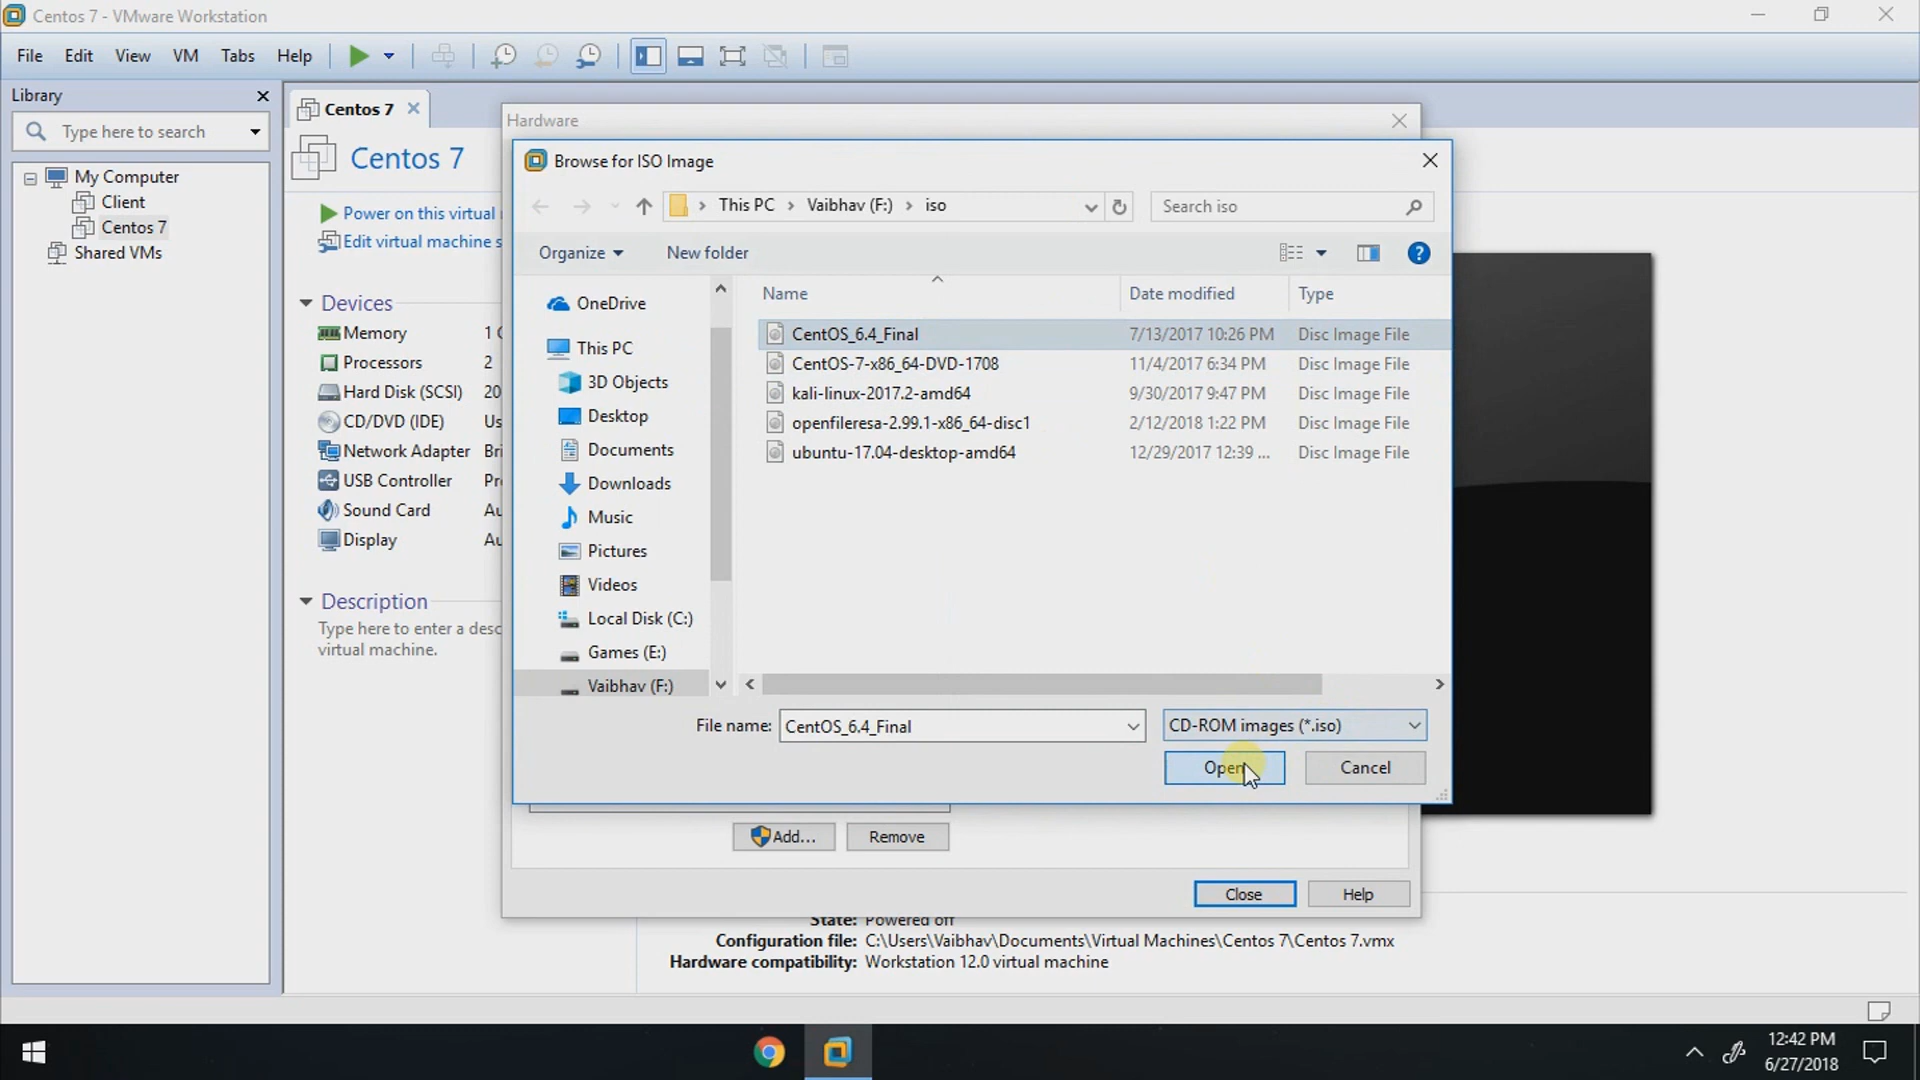 Centos 7 - VMware Workstation
File Edit View VM Tabs Help
Library
Type here to search
My Computer
Client
Centos 7
Shared VMs
Centos 7
Centos 7
Power on this virtual
Edit virtual machine s
Devices
Memory 1
Processors 2
Hard Disk (SCSI) 20
CD/DVD (IDE) Us
Network Adapter Bri
USB Controller Pr
Sound Card Au
Display Au
Description
Type here to enter a desc
virtual machine.
Hardware
Browse for ISO Image
This PC › Vaibhav (F:) › iso
Search iso
Organize New folder
OneDrive
This PC
3D Objects
Desktop
Documents
Downloads
Music
Pictures
Videos
Local Disk (C:)
Games (E:)
Vaibhav (F:)
Name Date modified Type
CentOS_6.4_Final 7/13/2017 10:26 PM Disc Image File
CentOS-7-x86_64-DVD-1708 11/4/2017 6:34 PM Disc Image File
kali-linux-2017.2-amd64 9/30/2017 9:47 PM Disc Image File
openfileresa-2.99.1-x86_64-disc1 2/12/2018 1:22 PM Disc Image File
ubuntu-17.04-desktop-amd64 12/29/2017 12:39 ... Disc Image File
File name: CentOS_6.4_Final CD-ROM images (*.iso)
Open Cancel
Add... Remove
Close Help
State: Powered off
Configuration file: C:\Users\Vaibhav\Documents\Virtual Machines\Centos 7\Centos 7.vmx
Hardware compatibility: Workstation 12.0 virtual machine
12:42 PM
6/27/2018